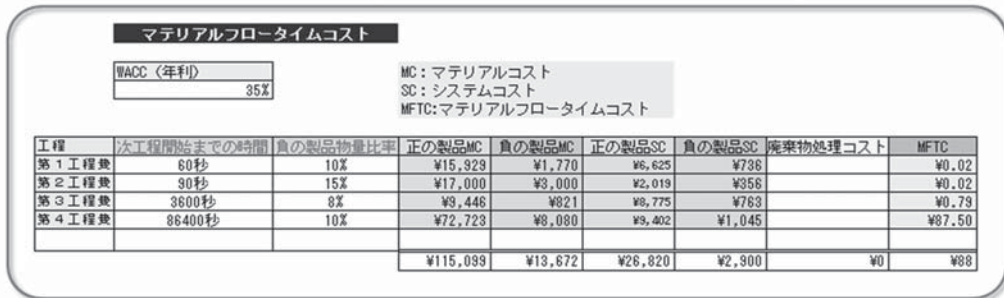 マテリアルフロータイムコスト
WACC（年利）
35%
MC：マテリアルコスト
SC：システムコスト
MFTC:マテリアルフロータイムコスト
工程 次工程開始までの時間 負の製品物量比率 正の製品MC 負の製品MC 正の製品SC 負の製品SC 廃棄物処理コスト MFTC
第１工程費 60秒 10% ¥15,929 ¥1,770 ¥6,625 ¥736 ¥0.02
第２工程費 90秒 15% ¥17,000 ¥3,000 ¥2,019 ¥356 ¥0.02
第３工程費 3600秒 8% ¥9,446 ¥821 ¥8,775 ¥763 ¥0.79
第４工程費 86400秒 10% ¥72,723 ¥8,080 ¥9,402 ¥1,045 ¥87.50
¥115,099 ¥13,672 ¥26,820 ¥2,900 ¥0 ¥88